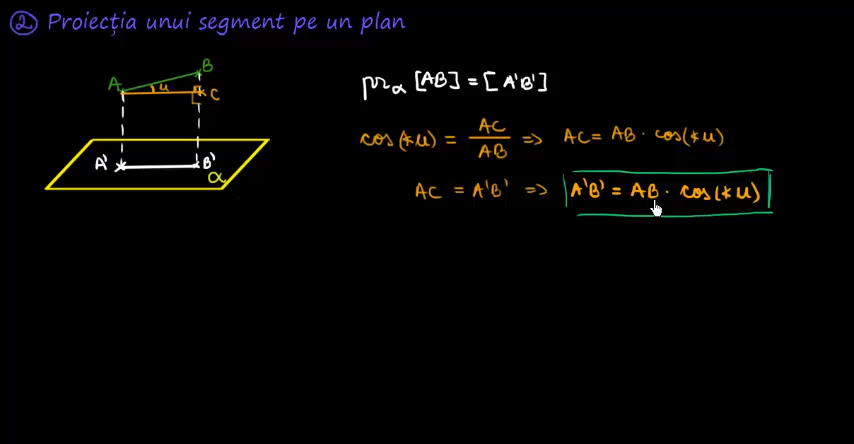 ② Proiecția unui segment pe un plan
A
B
u
C
A'
B'
α
prα [AB] = [A'B']
cos(∢u) = AC/AB => AC = AB · cos(∢u)
AC = A'B' => A'B' = AB · cos(∢u)